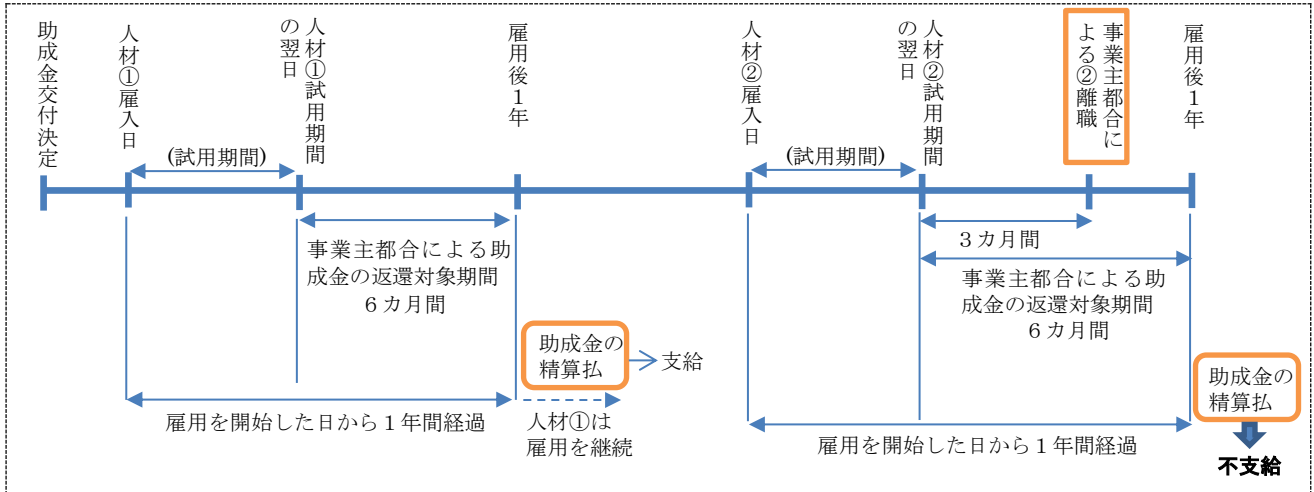 助成金交付決定
人材①雇入日
人材①試用期間
の翌日
雇用後1年
人材②雇入日
人材②試用期間
の翌日
事業主都合に
よる②離職
雇用後1年
(試用期間)
(試用期間)
事業主都合による助
成金の返還対象期間
6カ月間
3カ月間
事業主都合による助
成金の返還対象期間
6カ月間
助成金の
精算払
支給
雇用を開始した日から1年間経過
人材①は
雇用を継続
助成金の
精算払
雇用を開始した日から1年間経過
不支給